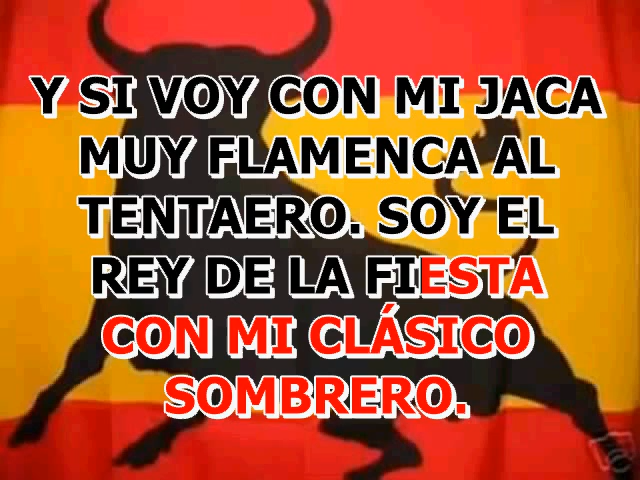 Y SI VOY CON MI JACA
MUY FLAMENCA AL
TENTAERO. SOY EL
REY DE LA FIESTA
CON MI CLÁSICO
SOMBRERO.